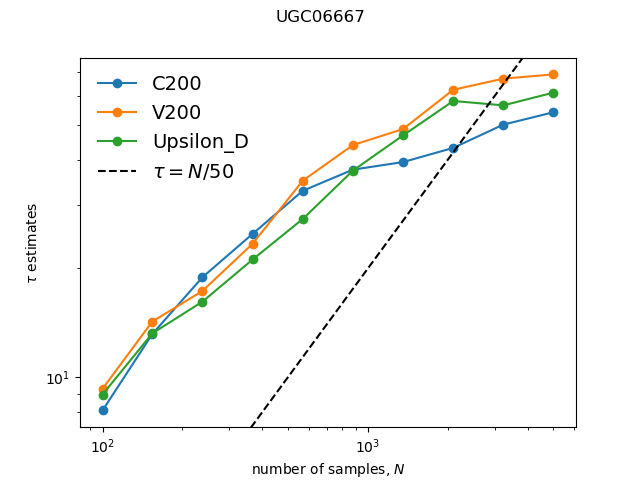 UGC06667
C200
V200
Upsilon_D
τ = N/50
τ estimates
10¹
10² 10³
number of samples, N